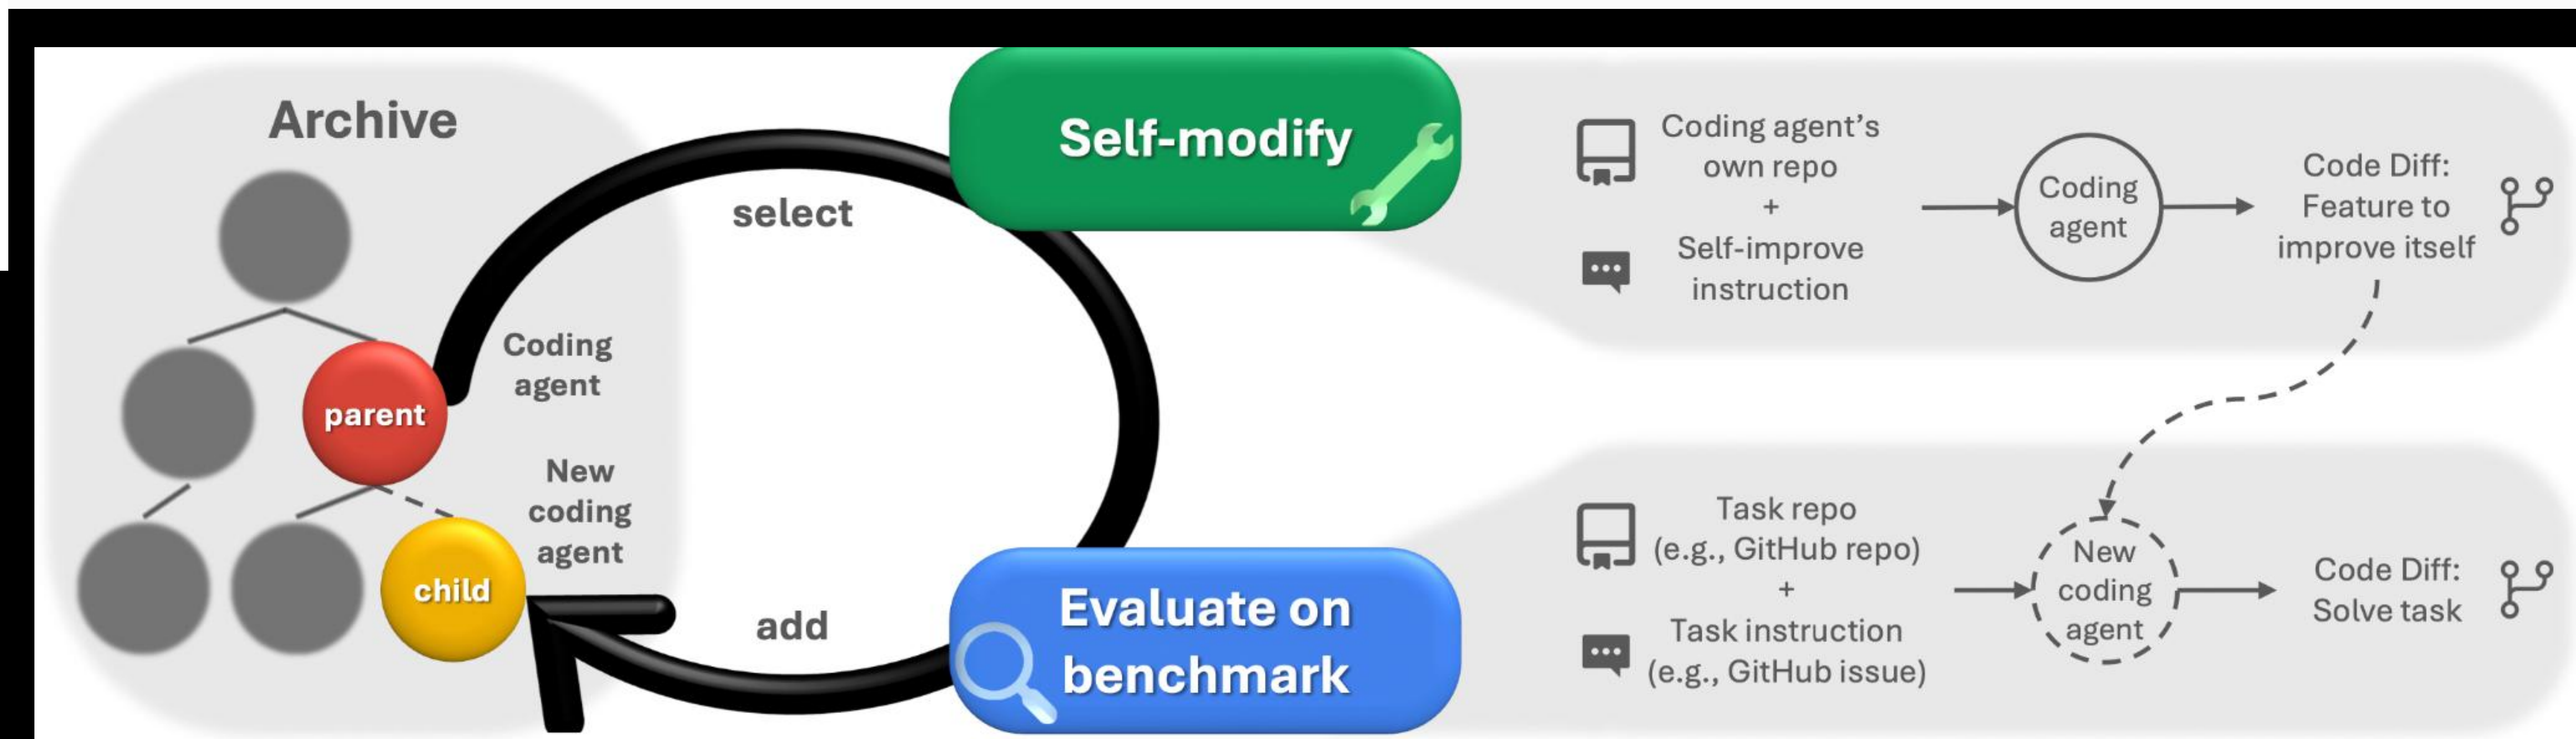 Archive
select
Coding
agent
parent
New
coding
agent
child
add
Self-modify
Evaluate on
benchmark
Coding agent’s
own repo
+
Self-improve
instruction
Coding
agent
Code Diff:
Feature to
improve itself
Task repo
(e.g., GitHub repo)
+
Task instruction
(e.g., GitHub issue)
New
coding
agent
Code Diff:
Solve task